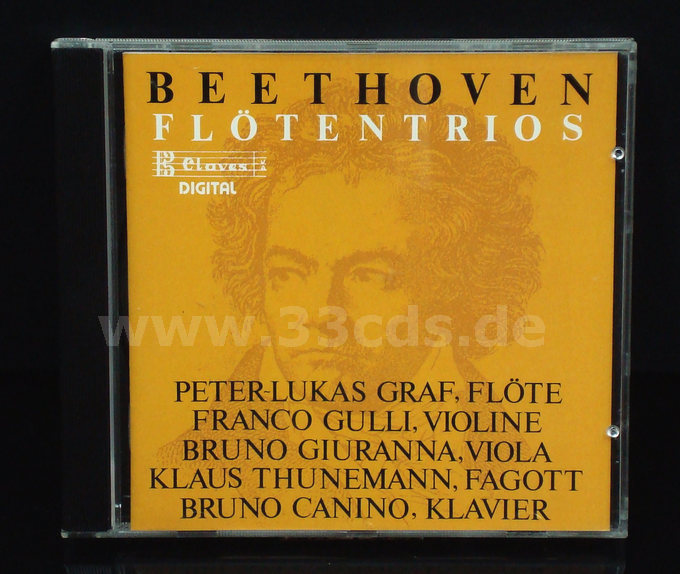 BEETHOVEN
FLÖTENTRIOS
Claves
DIGITAL
www.33cds.de
PETER-LUKAS GRAF, FLÖTE
FRANCO GULLI, VIOLINE
BRUNO GIURANNA, VIOLA
KLAUS THUNEMANN, FAGOTT
BRUNO CANINO, KLAVIER